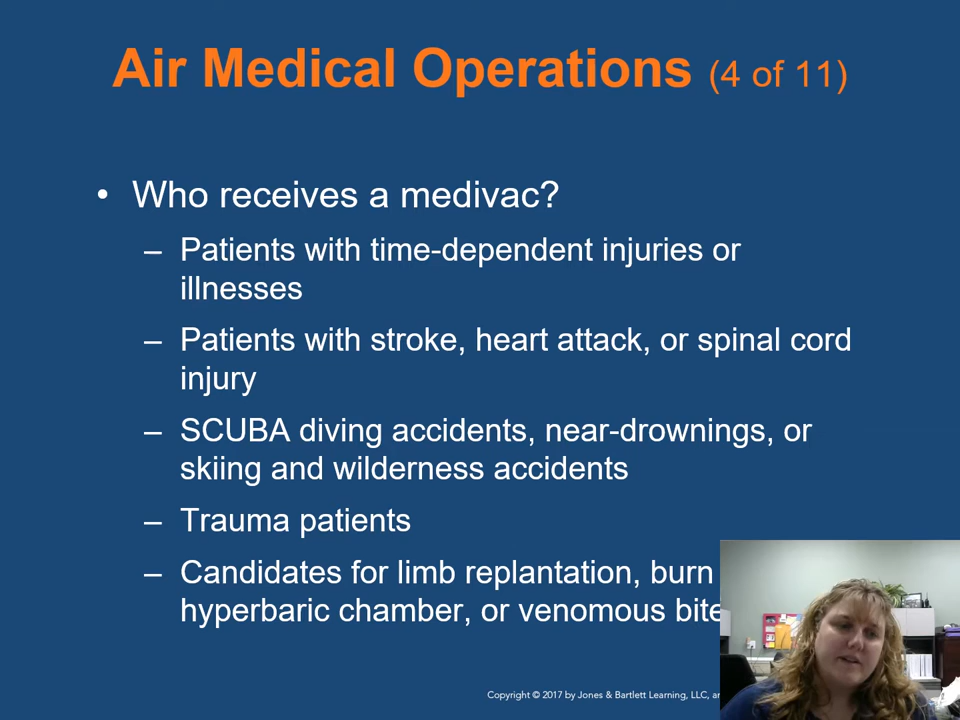 Air Medical Operations (4 of 11)
• Who receives a medivac?
– Patients with time-dependent injuries or
illnesses
– Patients with stroke, heart attack, or spinal cord
injury
– SCUBA diving accidents, near-drownings, or
skiing and wilderness accidents
– Trauma patients
– Candidates for limb replantation, burn
hyperbaric chamber, or venomous bite
Copyright © 2017 by Jones & Bartlett Learning, LLC,